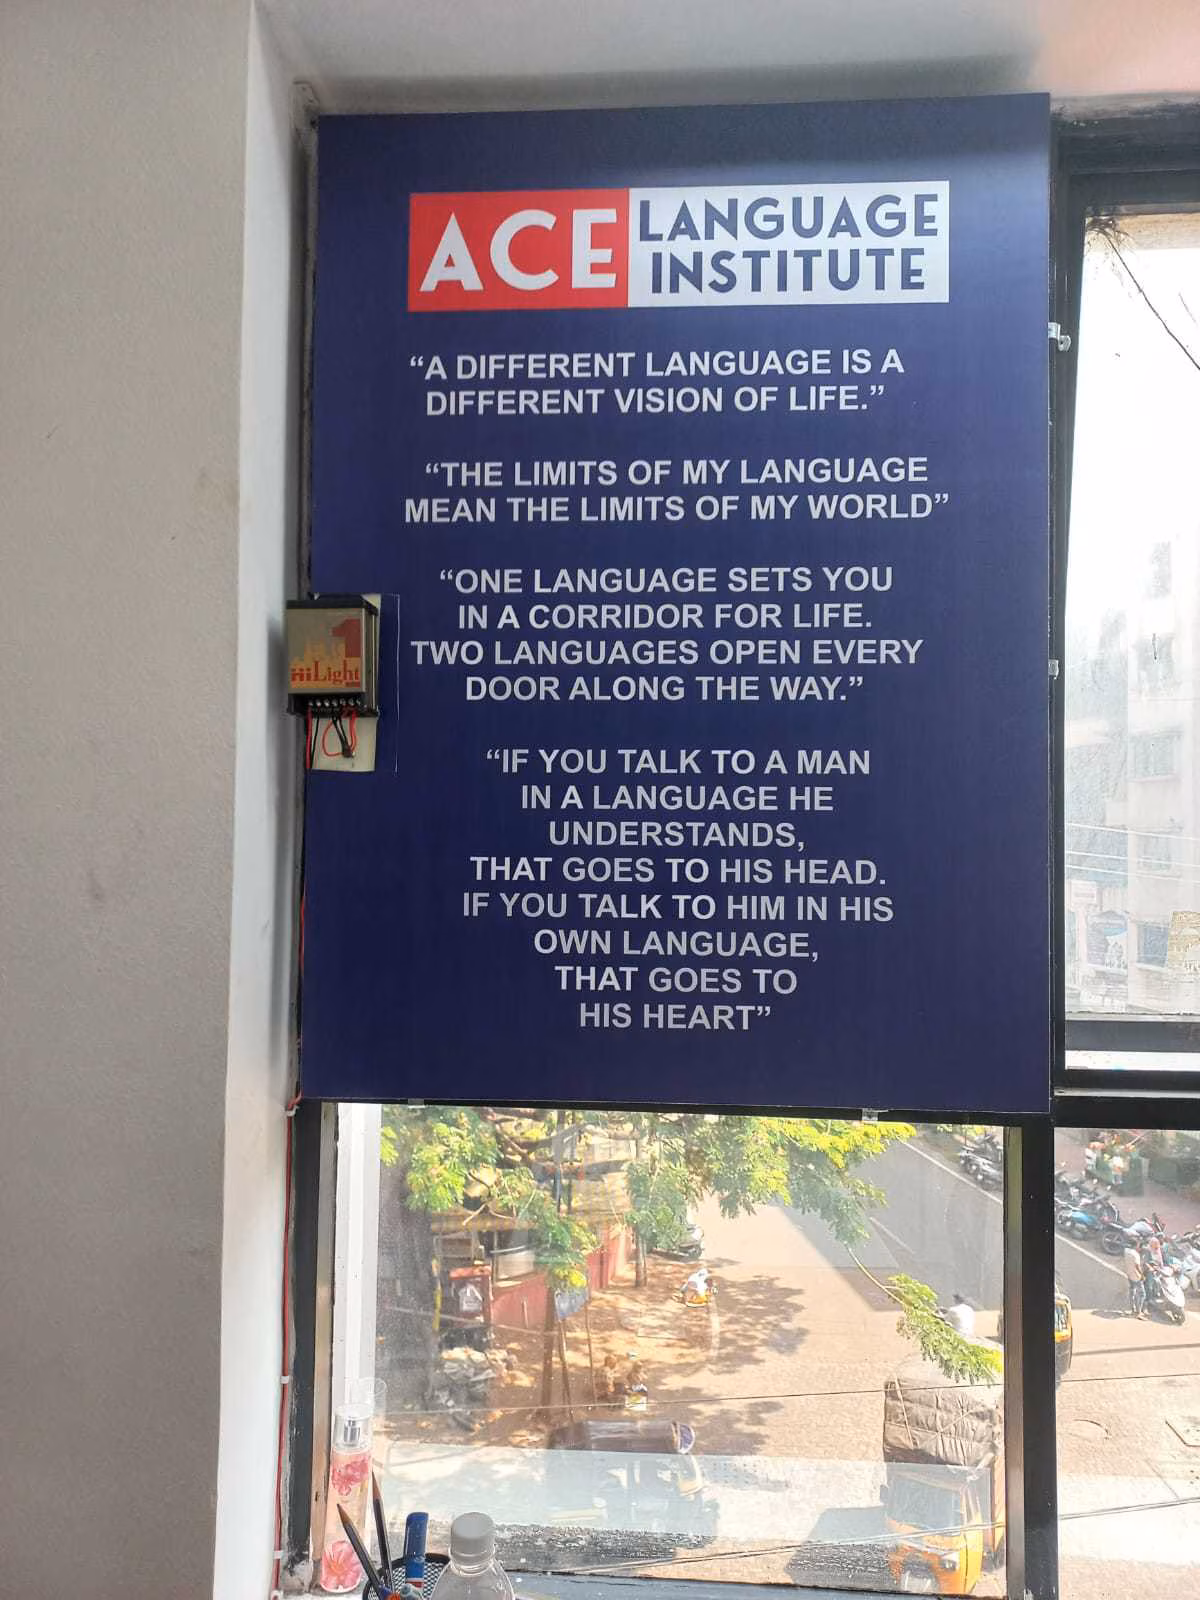 ACE LANGUAGE
INSTITUTE
“A DIFFERENT LANGUAGE IS A
DIFFERENT VISION OF LIFE.”
“THE LIMITS OF MY LANGUAGE
MEAN THE LIMITS OF MY WORLD”
“ONE LANGUAGE SETS YOU
IN A CORRIDOR FOR LIFE.
TWO LANGUAGES OPEN EVERY
DOOR ALONG THE WAY.”
“IF YOU TALK TO A MAN
IN A LANGUAGE HE
UNDERSTANDS,
THAT GOES TO HIS HEAD.
IF YOU TALK TO HIM IN HIS
OWN LANGUAGE,
THAT GOES TO
HIS HEART”
1
HiLight